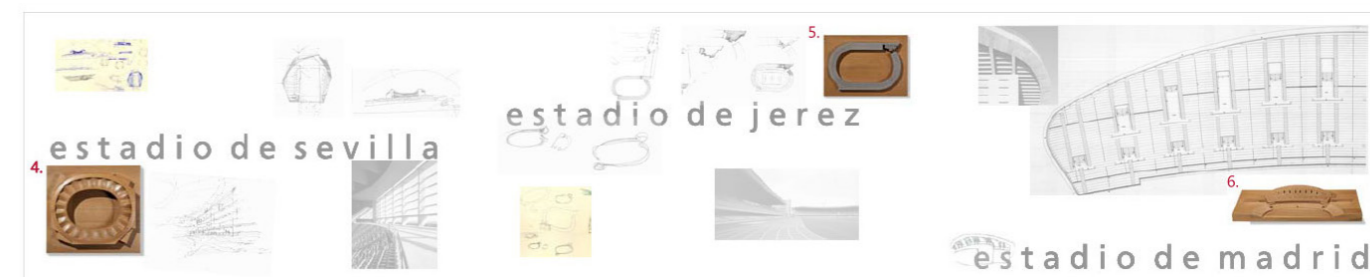 estadio de sevilla
4.
estadio de jerez
5.
6.
estadio de madrid